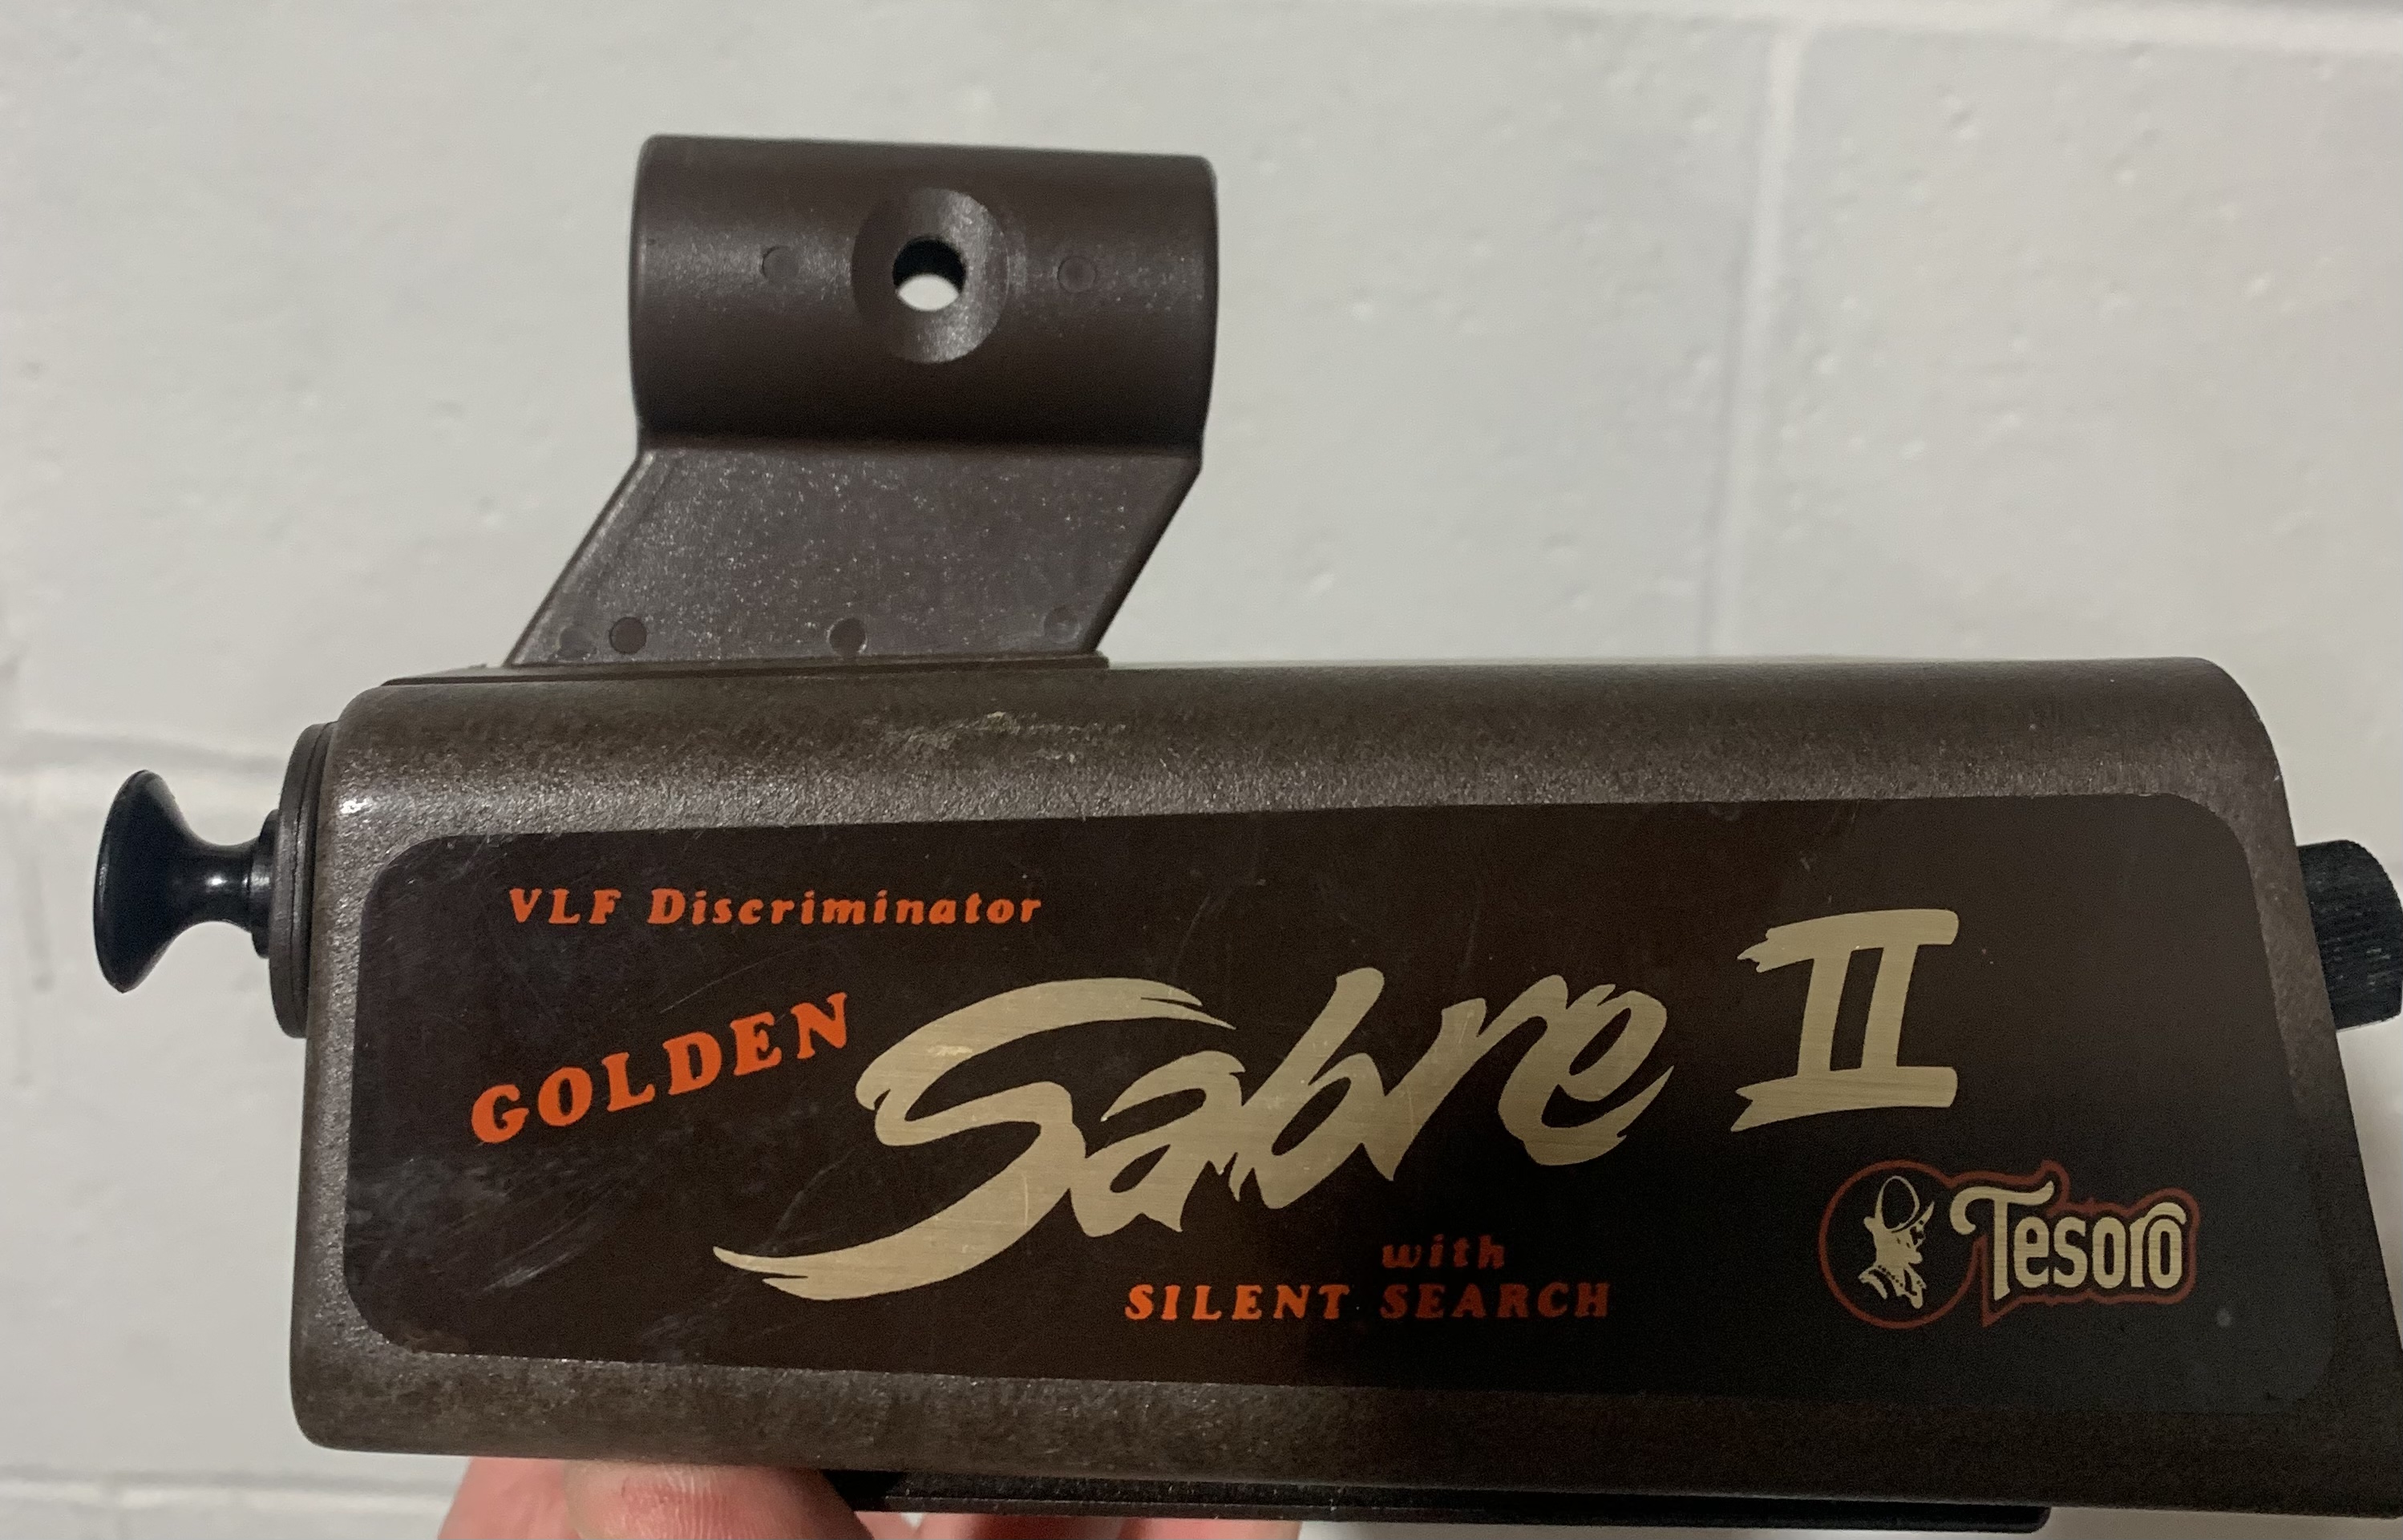 VLF Discriminator
GOLDEN Sabre II
with
SILENT SEARCH
Tesoro